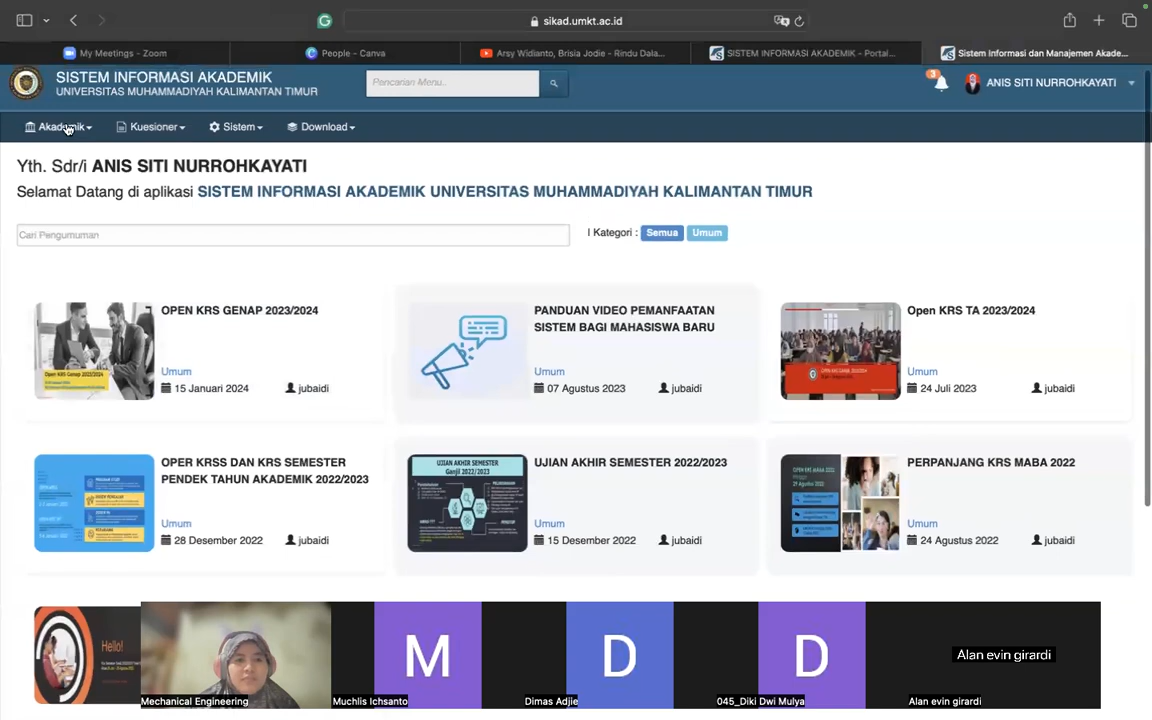 sikad.umkt.ac.id
My Meetings - Zoom
People - Canva
Arsy Widianto, Brisia Jodie - Rindu Dala...
SISTEM INFORMASI AKADEMIK - Portal...
Sistem Informasi dan Manajemen Akade...
SISTEM INFORMASI AKADEMIK
UNIVERSITAS MUHAMMADIYAH KALIMANTAN TIMUR
Pencarian Menu..
3
ANIS SITI NURROHKAYATI
Akademik
Kuesioner
Sistem
Download
Yth. Sdr/i ANIS SITI NURROHKAYATI
Selamat Datang di aplikasi SISTEM INFORMASI AKADEMIK UNIVERSITAS MUHAMMADIYAH KALIMANTAN TIMUR
Cari Pengumuman
| Kategori : Semua Umum
OPEN KRS GENAP 2023/2024
Umum
15 Januari 2024 jubaidi
PANDUAN VIDEO PEMANFAATAN
SISTEM BAGI MAHASISWA BARU
Umum
07 Agustus 2023 jubaidi
Open KRS TA 2023/2024
Umum
24 Juli 2023 jubaidi
OPER KRSS DAN KRS SEMESTER
PENDEK TAHUN AKADEMIK 2022/2023
Umum
28 Desember 2022 jubaidi
UJIAN AKHIR SEMESTER
Ganjil 2022/2023
UJIAN AKHIR SEMESTER 2022/2023
Umum
15 Desember 2022 jubaidi
PERPANJANG KRS MABA 2022
Umum
24 Agustus 2022 jubaidi
Hello!
Mechanical Engineering
M
Muchlis Ichsanto
D
Dimas Adjie
D
045_Diki Dwi Mulya
Alan evin girardi
Alan evin girardi